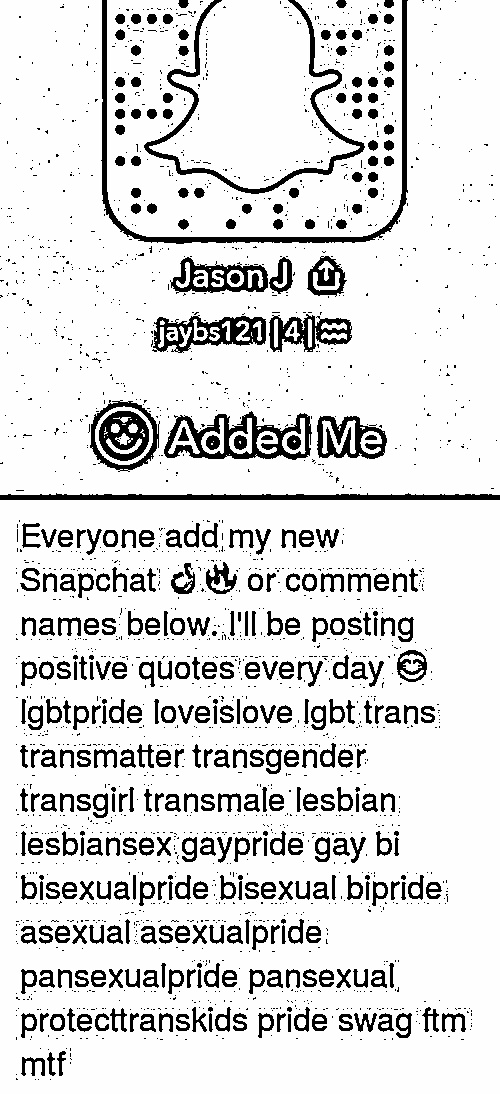 Jason J
jaybs121|4|♒
Added Me
Everyone add my new
Snapchat 👌🔥 or comment
names below. I'll be posting
positive quotes every day 😊
lgbtpride loveislove lgbt trans
transmatter transgender
transgirl transmale lesbian
lesbiansex gaypride gay bi
bisexualpride bisexual bipride
asexual asexualpride
pansexualpride pansexual
protecttranskids pride swag ftm
mtf